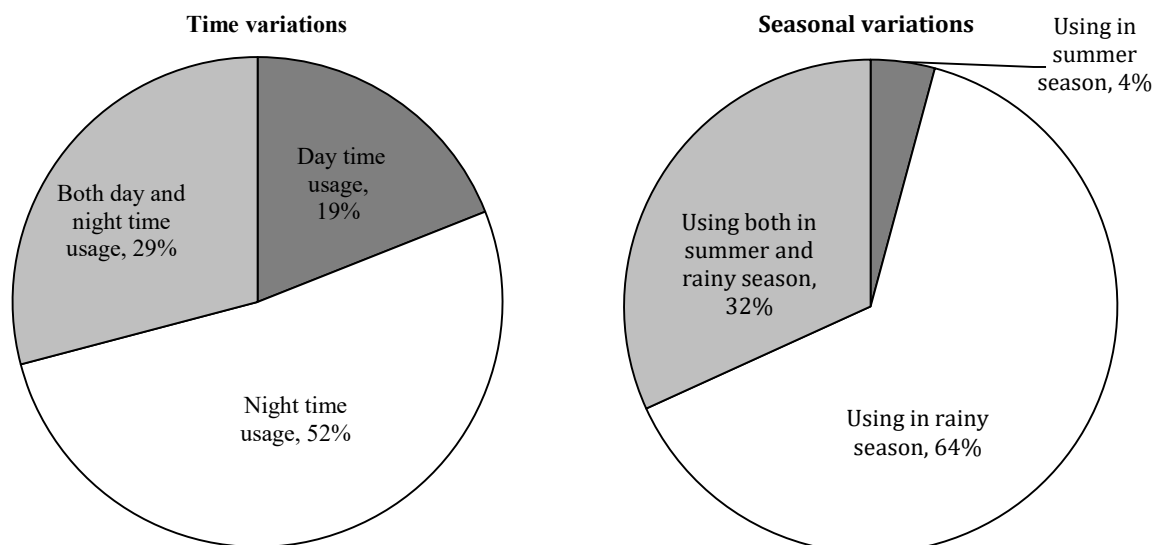 Time variations
Day time
usage,
19%
Both day and
night time
usage, 29%
Night time
usage, 52%
Seasonal variations
Using in
summer
season, 4%
Using both in
summer and
rainy season,
32%
Using in rainy
season, 64%